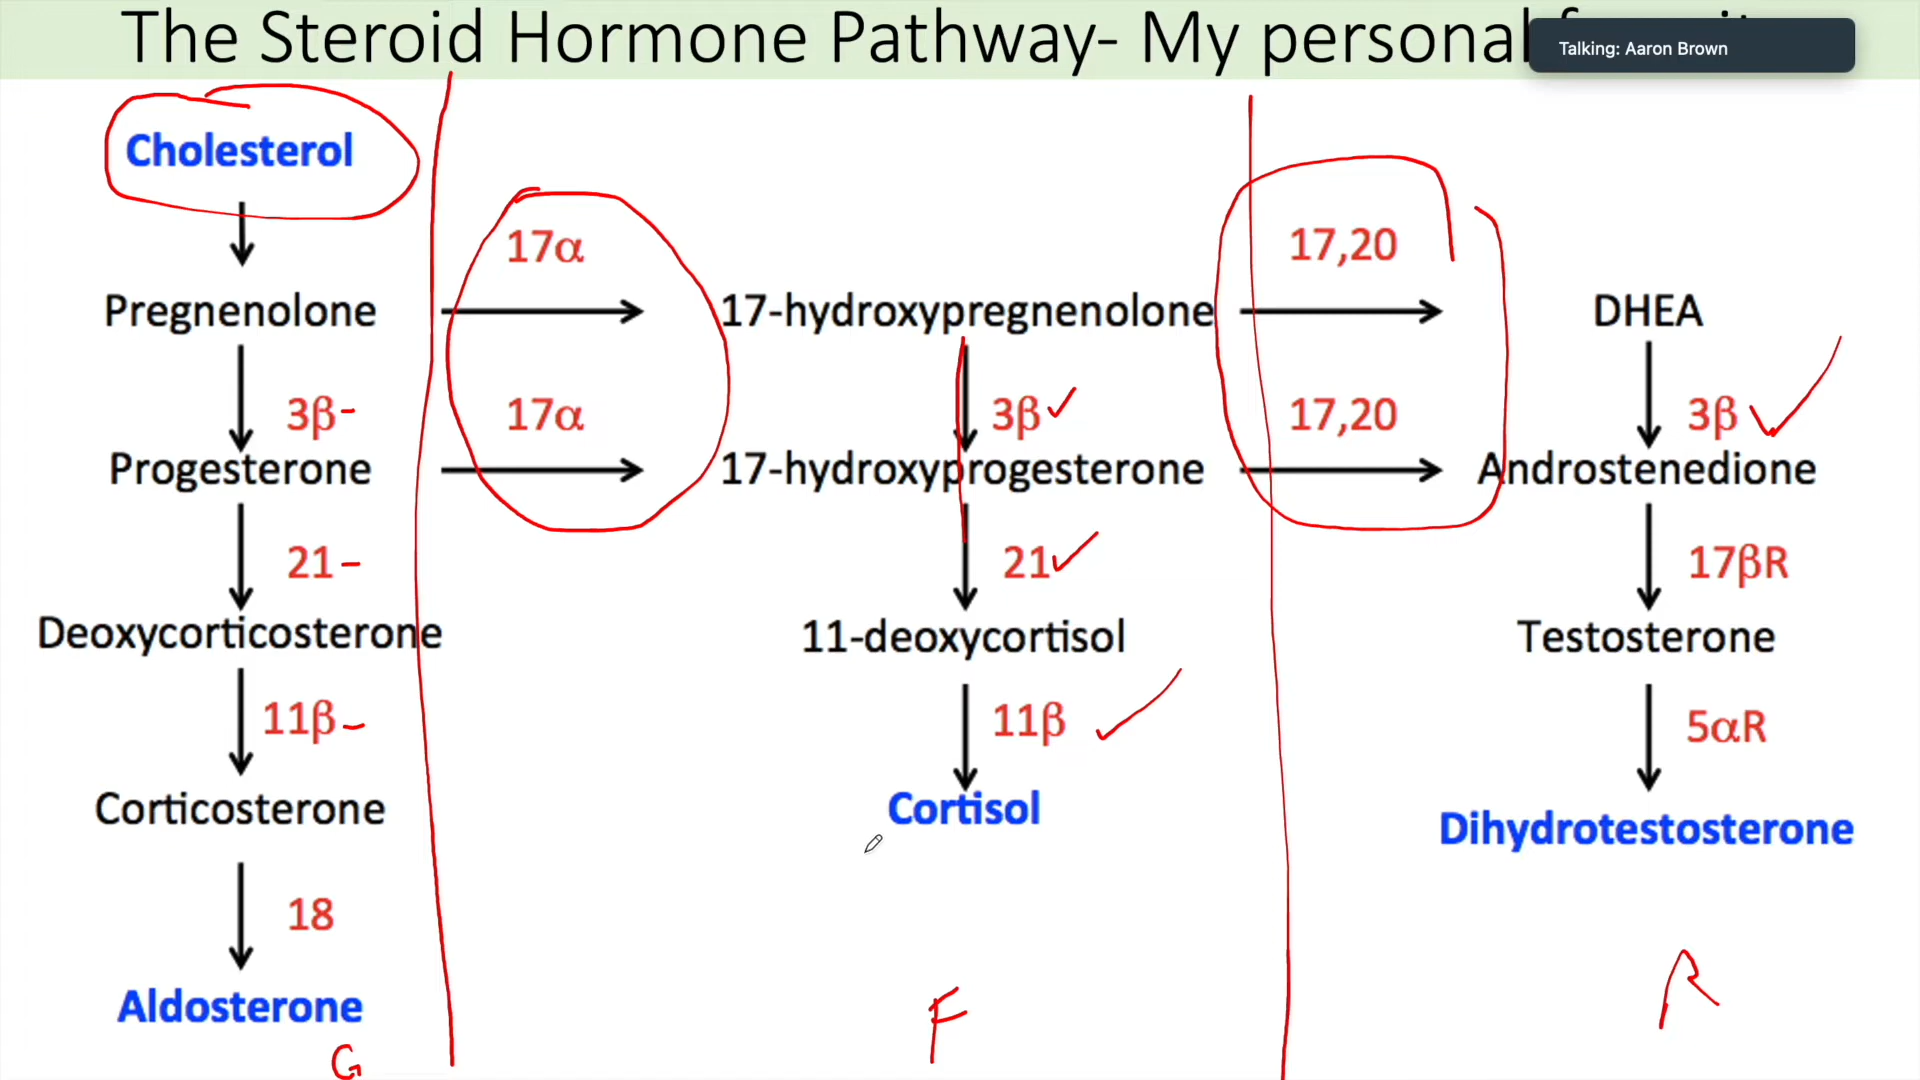 The Steroid Hormone Pathway- My personal
Talking: Aaron Brown
Cholesterol
17α 17,20
Pregnenolone 17-hydroxypregnenolone DHEA
3β 17α 3β 17,20 3β
Progesterone 17-hydroxyprogesterone Androstenedione
21 21 17βR
Deoxycorticosterone 11-deoxycortisol Testosterone
11β 11β 5αR
Corticosterone Cortisol Dihydrotestosterone
18
Aldosterone
G F R